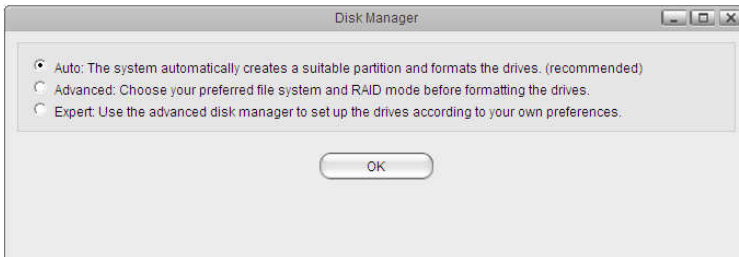 Disk Manager
Auto: The system automatically creates a suitable partition and formats the drives. (recommended)
Advanced: Choose your preferred file system and RAID mode before formatting the drives.
Expert: Use the advanced disk manager to set up the drives according to your own preferences.
OK